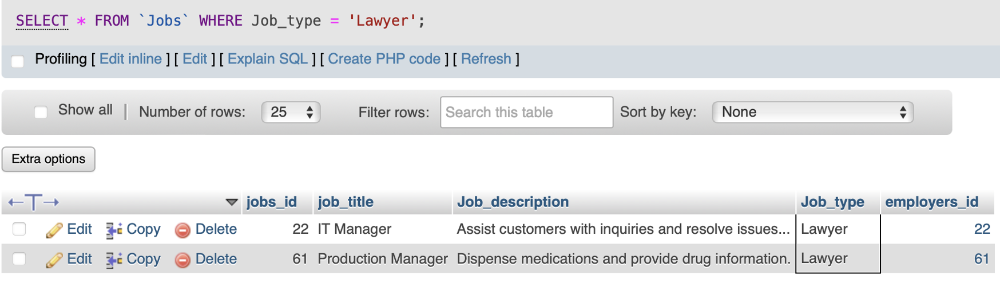 SELECT * FROM `Jobs` WHERE Job_type = 'Lawyer';
Profiling [ Edit inline ] [ Edit ] [ Explain SQL ] [ Create PHP code ] [ Refresh ]
Show all | Number of rows: 25 Filter rows: Search this table Sort by key: None
Extra options
←T→ jobs_id job_title Job_description Job_type employers_id
Edit Copy Delete 22 IT Manager Assist customers with inquiries and resolve issues... Lawyer 22
Edit Copy Delete 61 Production Manager Dispense medications and provide drug information. Lawyer 61